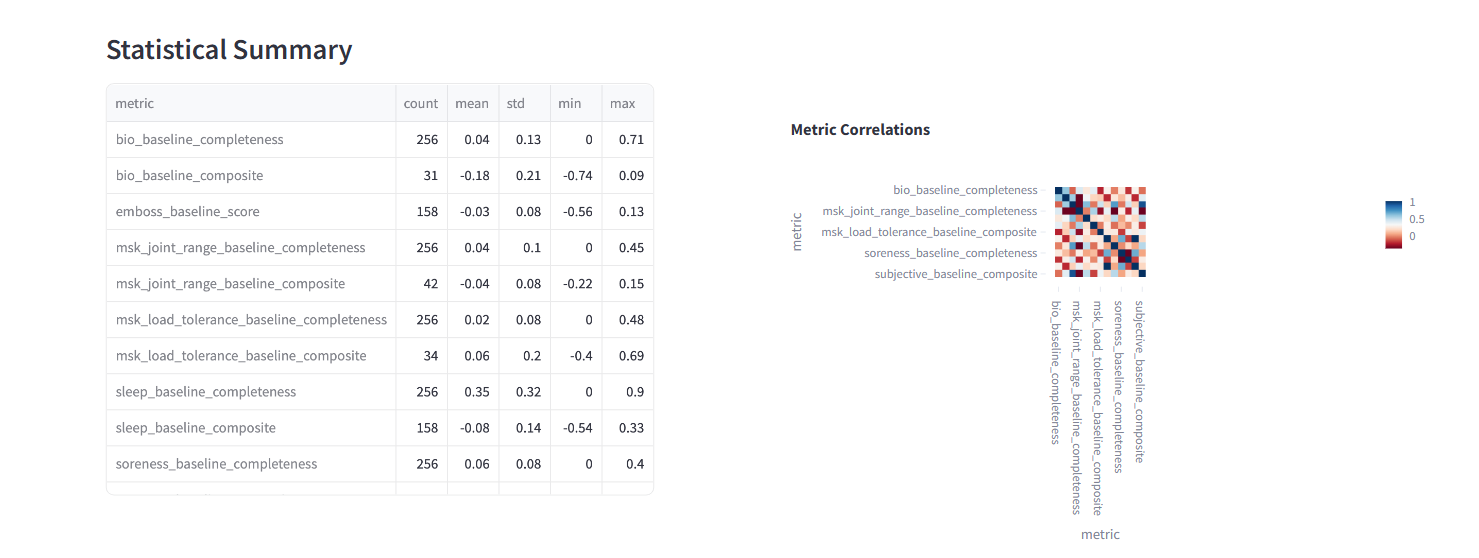 Statistical Summary
metric count mean std min max
bio_baseline_completeness 256 0.04 0.13 0 0.71
bio_baseline_composite 31 -0.18 0.21 -0.74 0.09
emboss_baseline_score 158 -0.03 0.08 -0.56 0.13
msk_joint_range_baseline_completeness 256 0.04 0.1 0 0.45
msk_joint_range_baseline_composite 42 -0.04 0.08 -0.22 0.15
msk_load_tolerance_baseline_completeness 256 0.02 0.08 0 0.48
msk_load_tolerance_baseline_composite 34 0.06 0.2 -0.4 0.69
sleep_baseline_completeness 256 0.35 0.32 0 0.9
sleep_baseline_composite 158 -0.08 0.14 -0.54 0.33
soreness_baseline_completeness 256 0.06 0.08 0 0.4
Metric Correlations
metric
bio_baseline_completeness
msk_joint_range_baseline_completeness
msk_load_tolerance_baseline_composite
soreness_baseline_completeness
subjective_baseline_composite
1
0.5
0
bio_baseline_completeness
msk_joint_range_baseline_completeness
msk_load_tolerance_baseline_composite
soreness_baseline_completeness
subjective_baseline_composite
metric